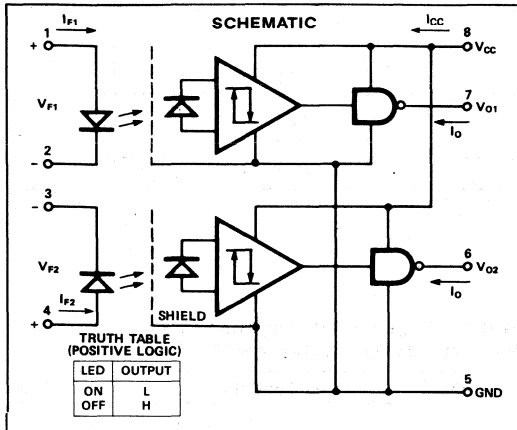 SCHEMATIC
IF1
ICC
1
+
8
VCC
VF1
7
VO1
IO
-
2
3
-
VF2
6
VO2
IO
IF2
4
+
SHIELD
TRUTH TABLE
(POSITIVE LOGIC)
LED OUTPUT
ON L
OFF H
5
GND